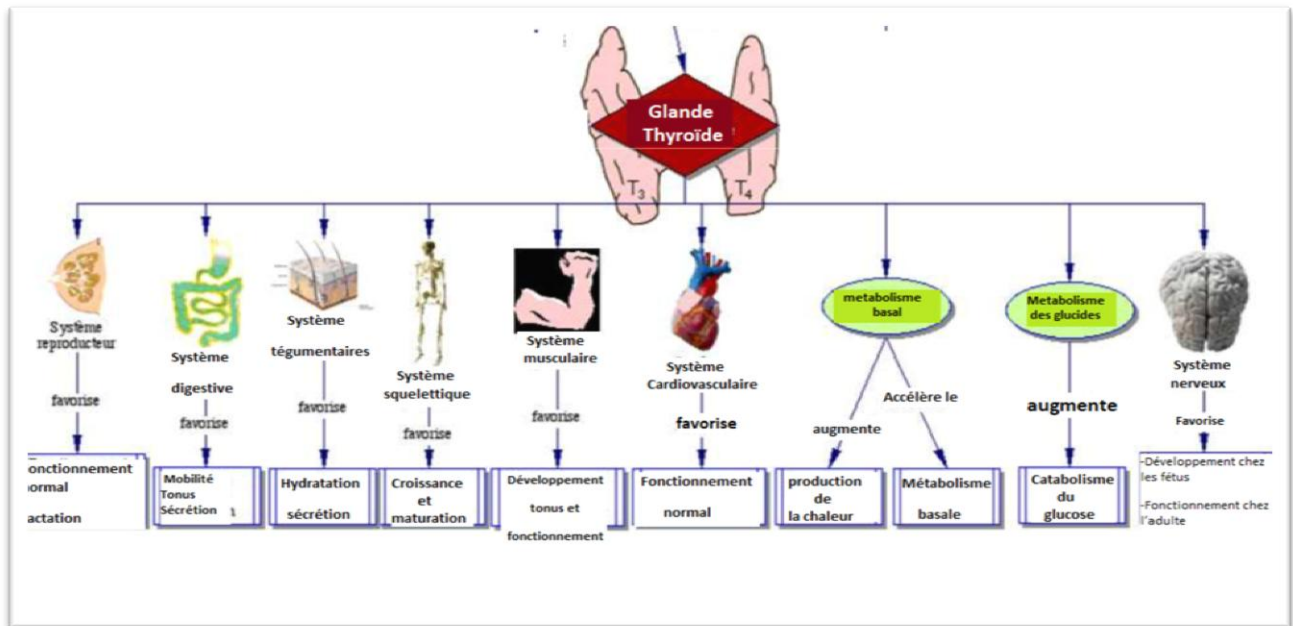 Glande
Thyroïde
T3
T4
Système
reproducteur
favorise
onctionnement
normal
actation
Système
digestive
favorise
Mobilité
Tonus
Sécrétion
Système
tégumentaires
favorise
Hydratation
sécrétion
Système
squelettique
favorise
Croissance
et
maturation
Système
musculaire
favorise
Développement
tonus et
fonctionnement
Système
Cardiovasculaire
favorise
Fonctionnement
normal
metabolisme
basal
augmente
Accélère le
production
de
la chaleur
Métabolisme
basale
Metabolisme
des glucides
augmente
Catabolisme
du
glucose
Système
nerveux
Favorise
-Développement chez
les fétus
-Fonctionnement chez
l'adulte